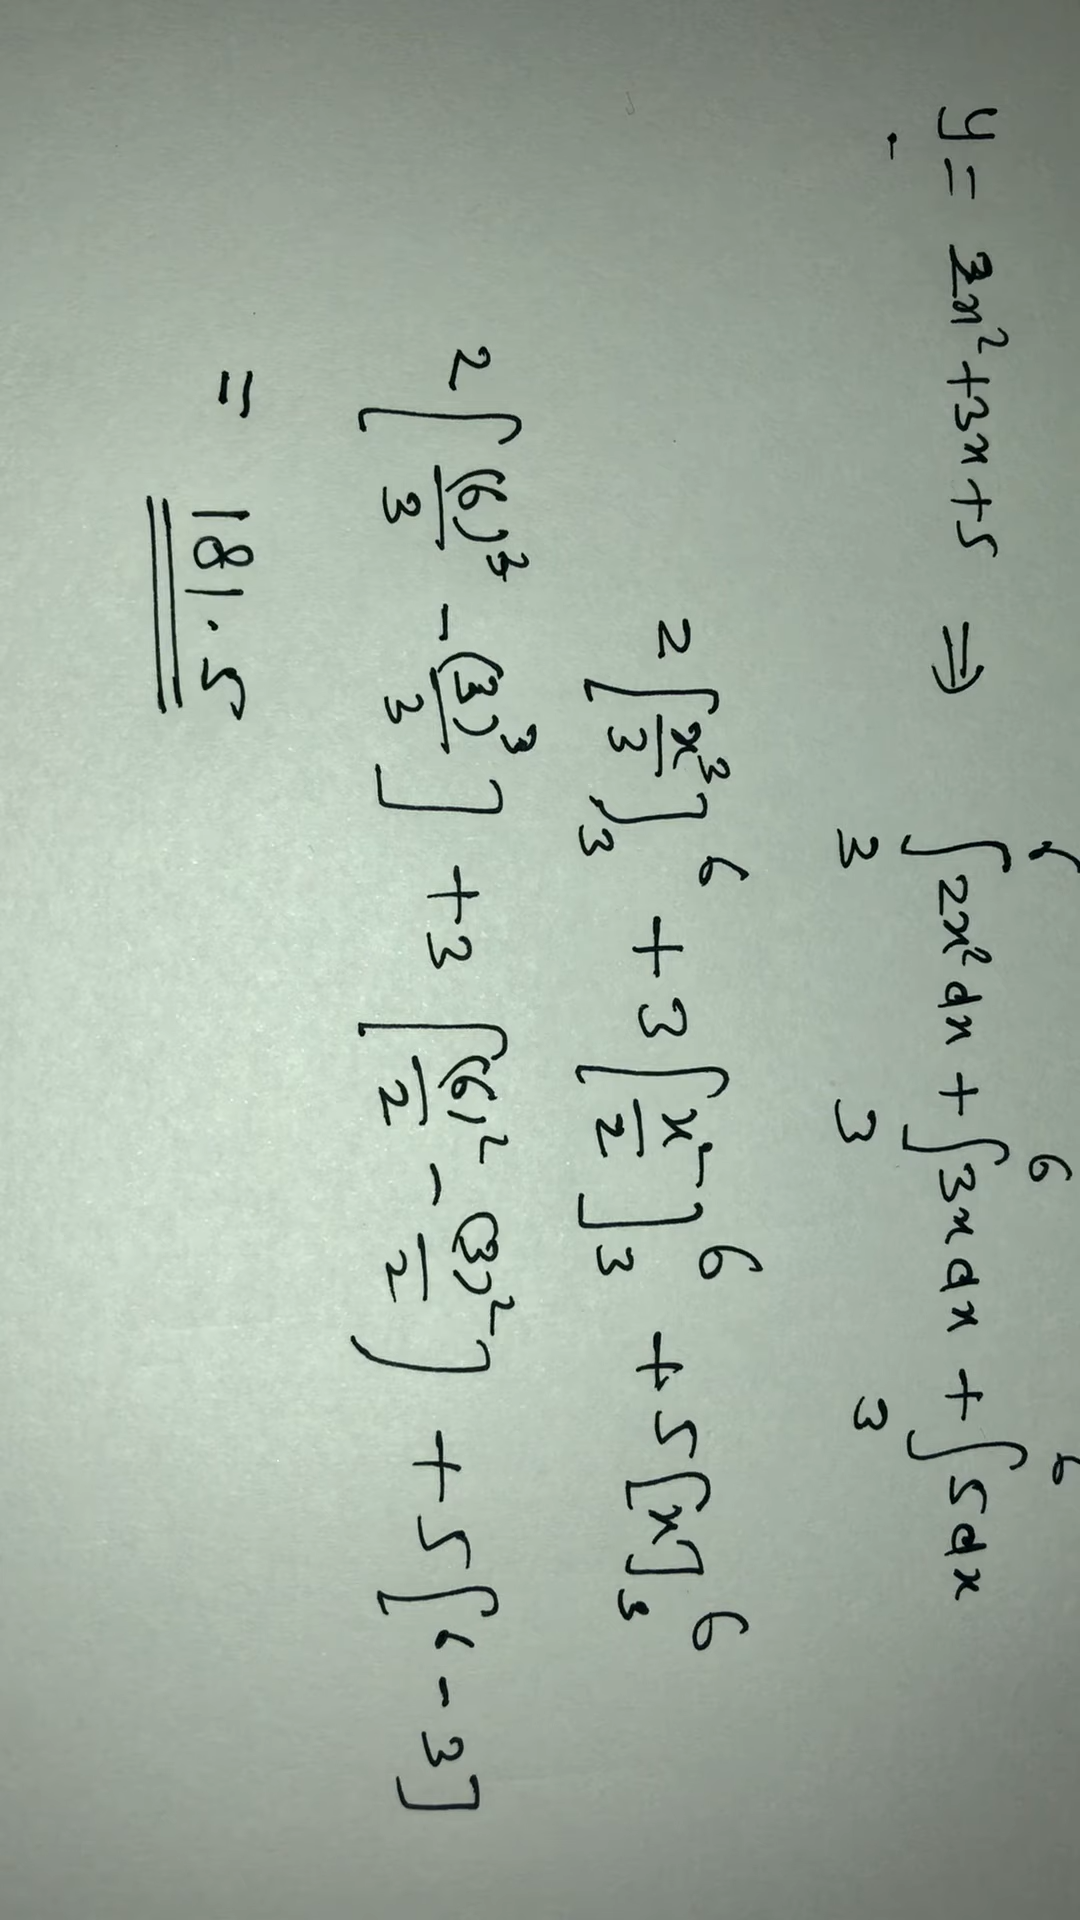 y = 2x² + 3x + 5 ⇒ ∫₃⁶ 2x² dx + ∫₃⁶ 3x dx + ∫₃⁶ 5 dx
2[x³/3]₃⁶ + 3[x²/2]₃⁶ + 5[x]₃⁶
2[(6)³/3 - (3)³/3] + 3[(6)²/2 - (3)²/2] + 5[6 - 3]
= 181.5